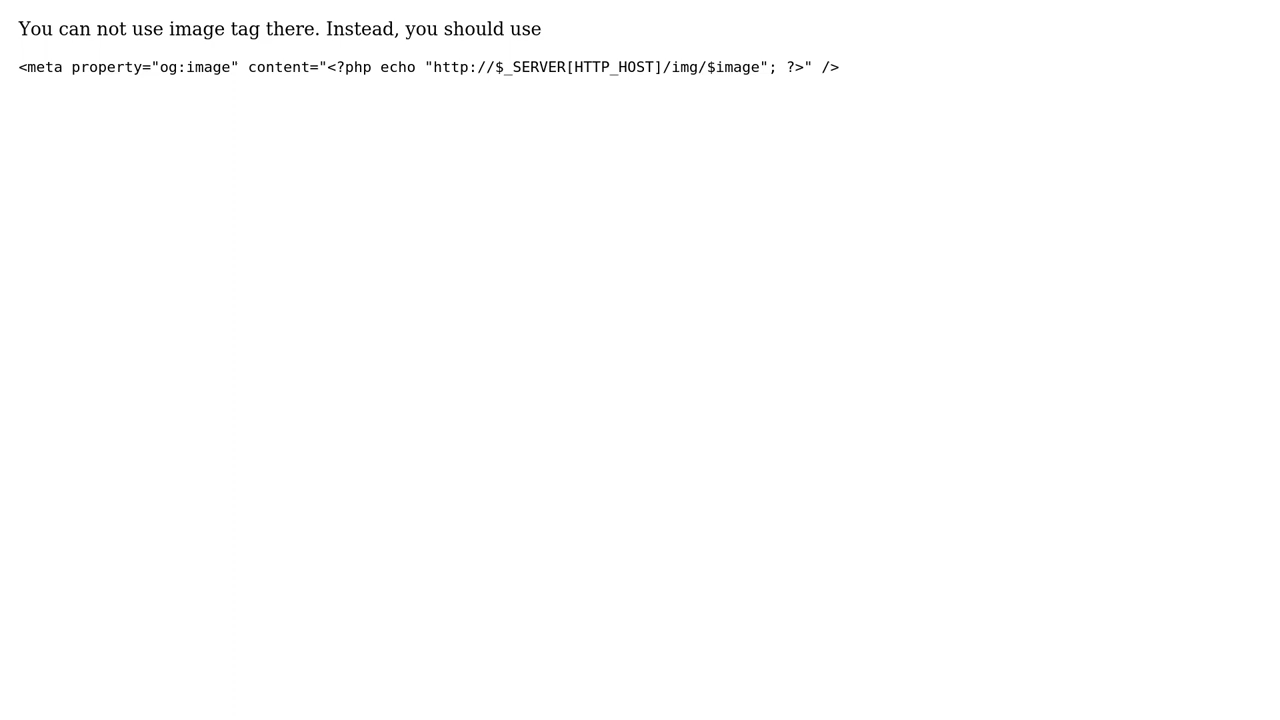 You can not use image tag there. Instead, you should use
<meta property="og:image" content="<?php echo "http://$_SERVER[HTTP_HOST]/img/$image"; ?>" />